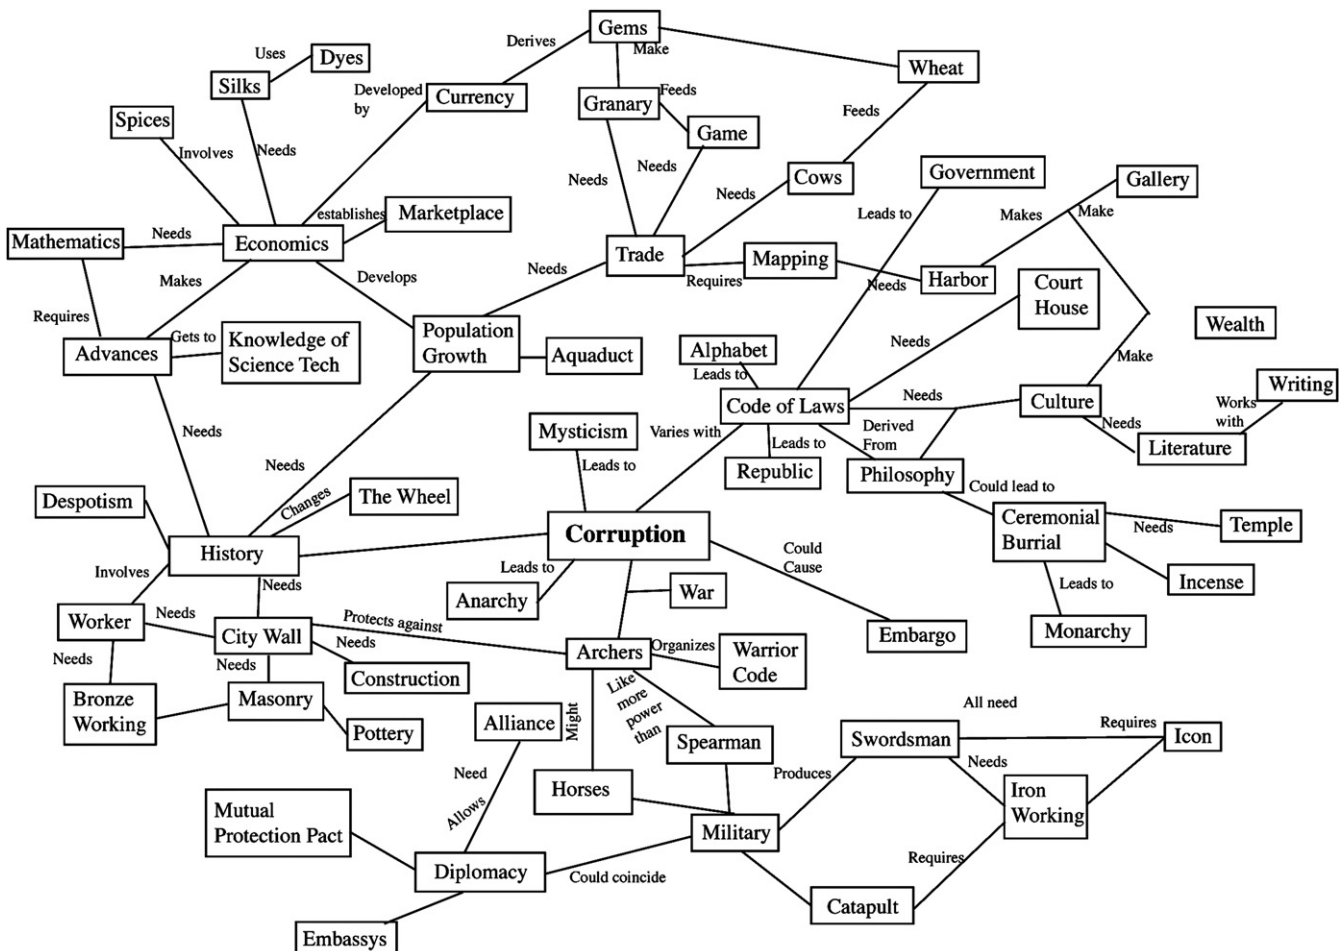 Gems
Derives
Make
Uses
Dyes
Wheat
Silks
Developed
by
Currency
Granary
Feeds
Feeds
Spices
Game
Involves
Needs
Needs
Needs
Needs
Cows
Government
Gallery
establishes
Marketplace
Leads to
Makes
Make
Mathematics
Needs
Economics
Trade
Mapping
Needs
Requires
Makes
Develops
Needs
Harbor
Court
House
Requires
Gets to
Knowledge of
Science Tech
Population
Growth
Advances
Aquaduct
Alphabet
Needs
Wealth
Leads to
Make
Writing
Code of Laws
Needs
Culture
Works
with
Needs
Mysticism
Varies with
Derived
From
Needs
Leads to
Literature
Needs
Leads to
Republic
Philosophy
Could lead to
Despotism
Changes
The Wheel
Ceremonial
Burrial
Needs
Temple
Corruption
History
Could
Cause
Involves
Needs
Leads to
Leads to
Incense
War
Anarchy
Worker
Needs
City Wall
Protects against
Embargo
Monarchy
Needs
Needs
Needs
Archers
Organizes
Warrior
Code
Construction
Bronze
Working
Masonry
Like
more
power
than
Pottery
Alliance
Might
Spearman
All need
Swordsman
Requires
Icon
Need
Produces
Needs
Horses
Iron
Working
Allows
Mutual
Protection Pact
Military
Requires
Diplomacy
Could coincide
Catapult
Embassys